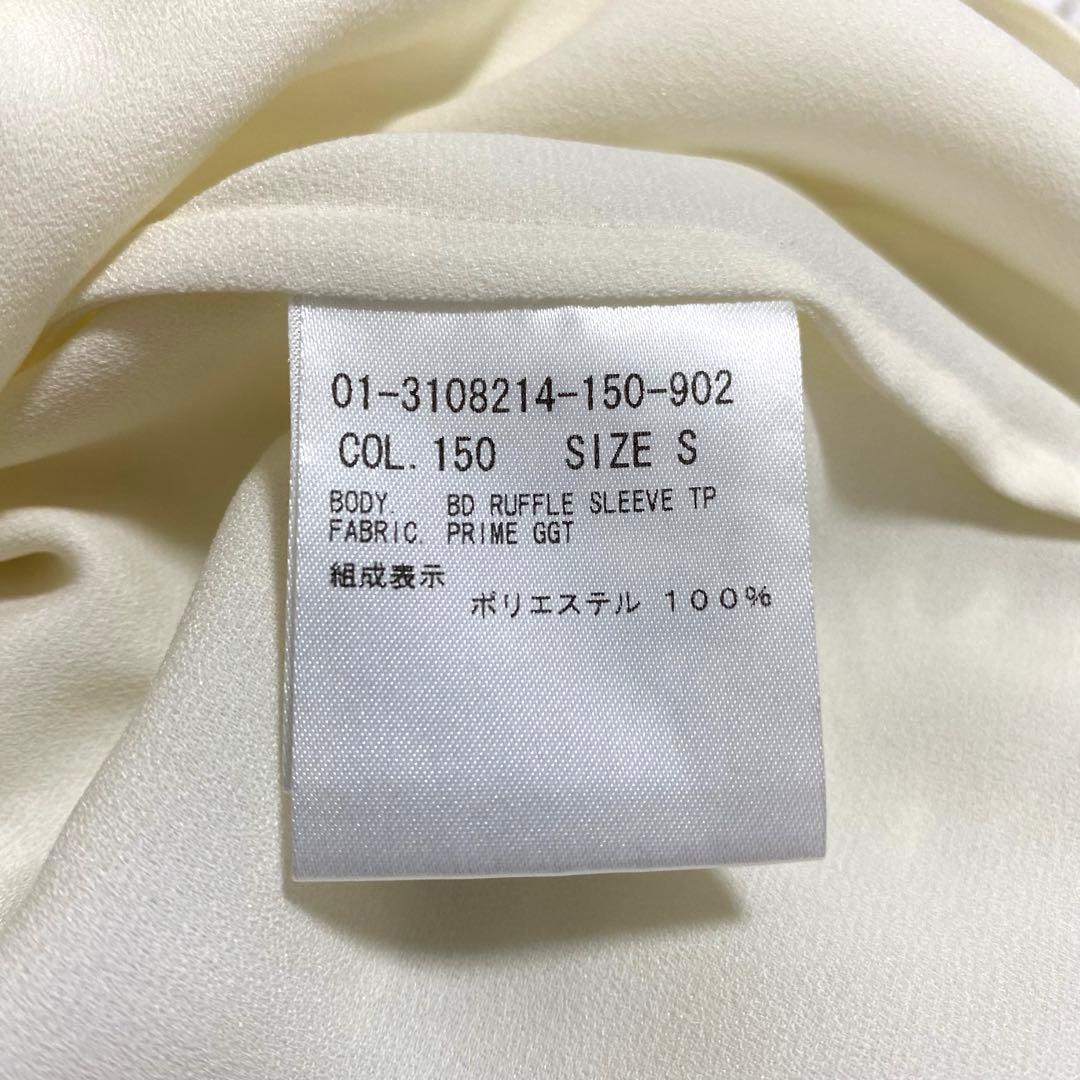 01-3108214-150-902
COL. 150 SIZE S
BODY. BD RUFFLE SLEEVE TP
FABRIC. PRIME GGT
組成表示
ポリエステル １００％